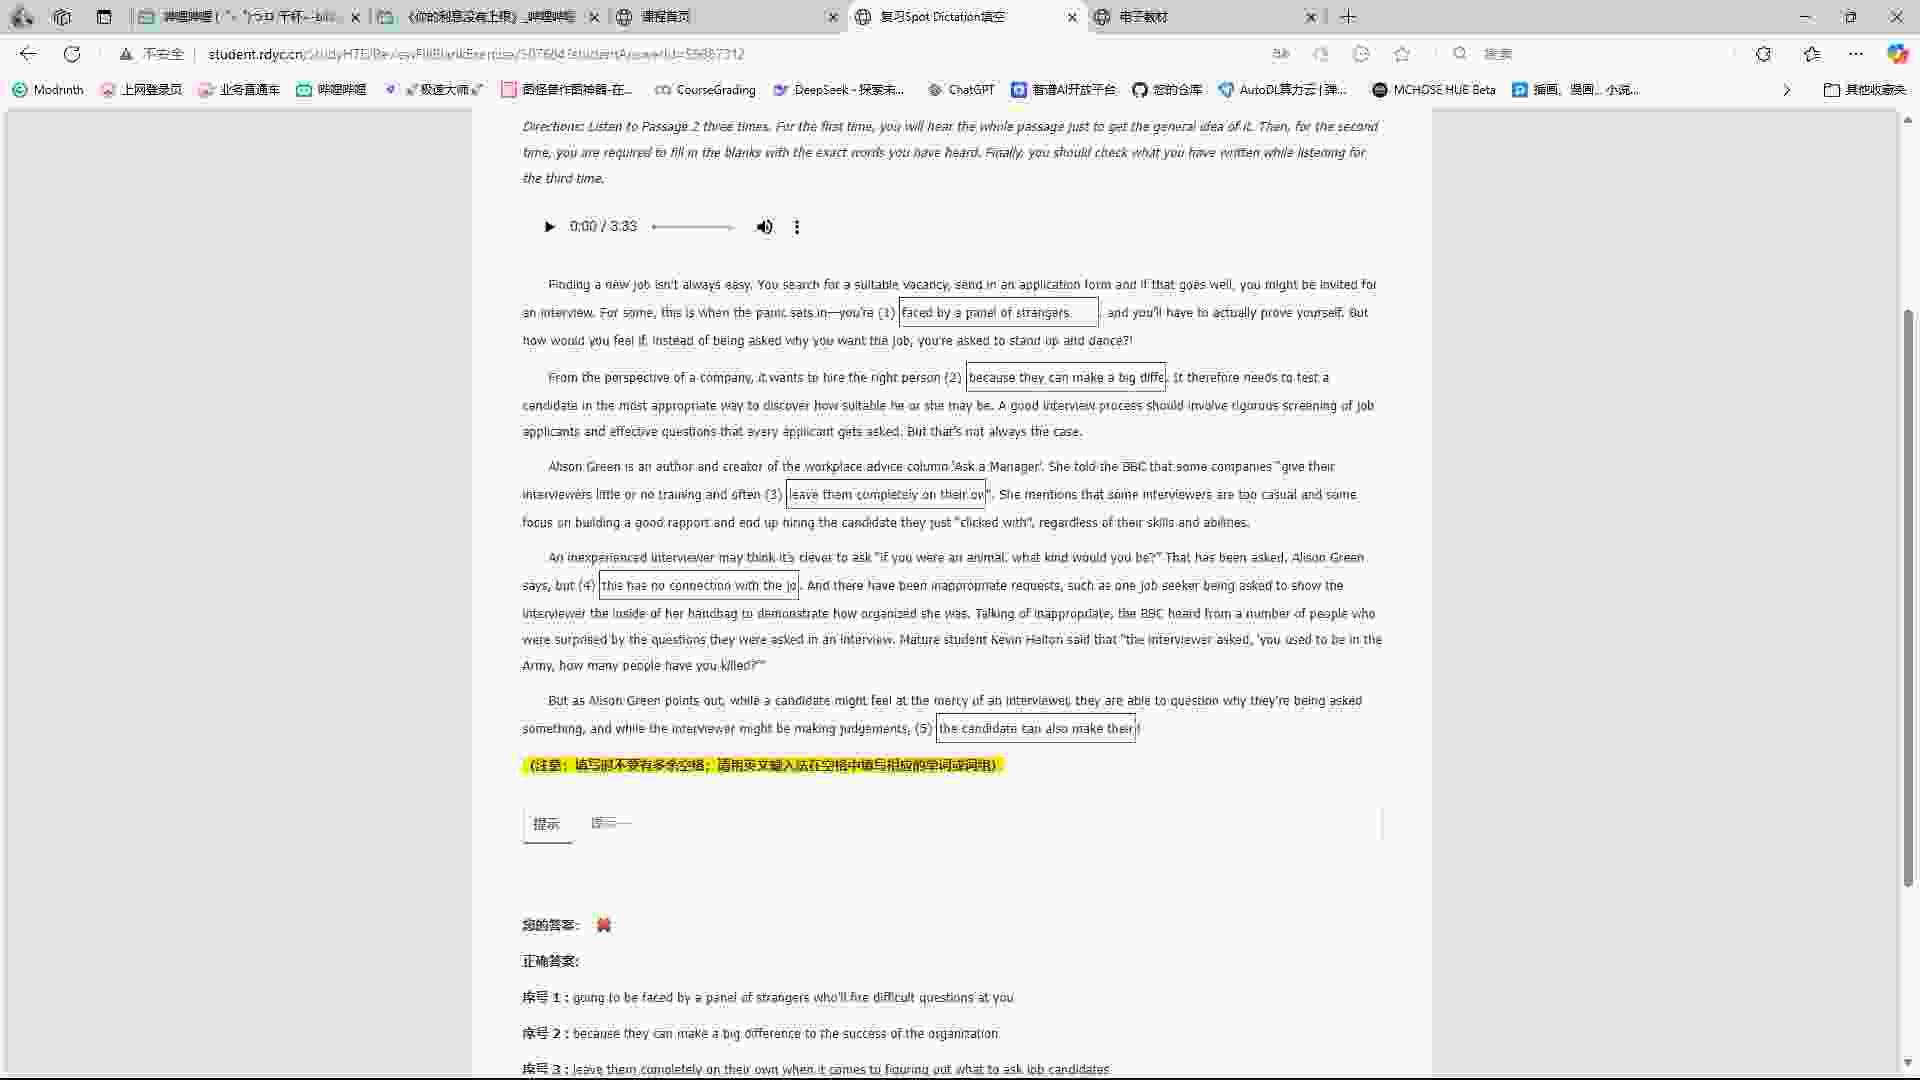 《你的利息没有上限》_哔哩哔哩
课程首页
复习Spot Dictation填空
电子教材
不安全
搜索
Modrinth
上网登录页
业务直通车
哔哩哔哩
极速大师
CourseGrading
DeepSeek - 探索未...
ChatGPT
智谱AI开放平台
您的仓库
AutoDL算力云 | 弹...
MCHOSE HUE Beta
插画, 漫画, 小说...
其他收藏夹
Directions: Listen to Passage 2 three times. For the first time, you will hear the whole passage just to get the general idea of it. Then, for the second
time, you are required to fill in the blanks with the exact words you have heard. Finally, you should check what you have written while listening for
the third time.
0:00 / 3:33
Finding a new job isn't always easy. You search for a suitable vacancy, send in an application form and if that goes well, you might be invited for
an interview. For some, this is when the panic sets in—you're (1) faced by a panel of strangers , and you'll have to actually prove yourself. But
how would you feel if, instead of being asked why you want the job, you're asked to stand up and dance?!
From the perspective of a company, it wants to hire the right person (2) because they can make a big diffe. It therefore needs to test a
candidate in the most appropriate way to discover how suitable he or she may be. A good interview process should involve rigorous screening of job
applicants and effective questions that every applicant gets asked. But that's not always the case.
Alison Green is an author and creator of the workplace advice column 'Ask a Manager'. She told the BBC that some companies "give their
interviewers little or no training and often (3) leave them completely on their ow". She mentions that some interviewers are too casual and some
focus on building a good rapport and end up hiring the candidate they just "clicked with", regardless of their skills and abilities.
An inexperienced interviewer may think it's clever to ask "if you were an animal, what kind would you be?" That has been asked, Alison Green
says, but (4) this has no connection with the jo. And there have been inappropriate requests, such as one job seeker being asked to show the
interviewer the inside of her handbag to demonstrate how organized she was. Talking of inappropriate, the BBC heard from a number of people who
were surprised by the questions they were asked in an interview. Mature student Kevin Halton said that "the interviewer asked, 'you used to be in the
Army, how many people have you killed?'"
But as Alison Green points out, while a candidate might feel at the mercy of an interviewer, they are able to question why they're being asked
something, and while the interviewer might be making judgements, (5) the candidate can also make their!
(注意：填写时不要有多余空格；请用英文输入法在空格中填写相应的单词或词组)
提示
您的答案:
正确答案:
序号 1 : going to be faced by a panel of strangers who'll fire difficult questions at you
序号 2 : because they can make a big difference to the success of the organization
序号 3 : leave them completely on their own when it comes to figuring out what to ask job candidates